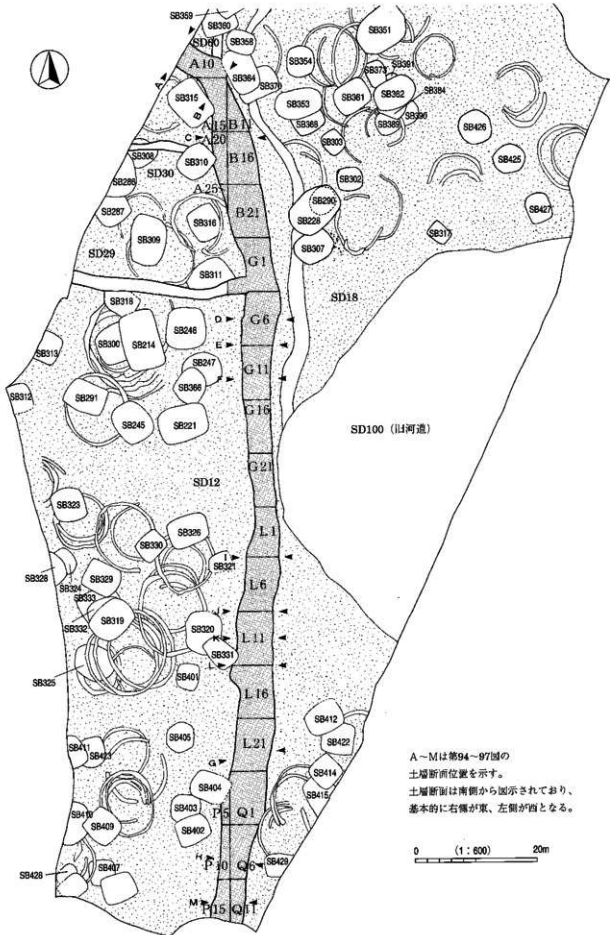 SB359
SB360
SD60
SB358
A10
SB364
SB370
SB351
SB354
SB373
SB391
SB353
SB361
SB362
SB384
SB368
SB389
SB396
SB303
SB426
SB425
SB427
SB302
SB290
SB228
SB307
SB317
A
SB315
B
C
A15
B11
A20
SB308
SB310
SD30
B16
SB286
A25
SB287
SB316
B21
SB309
SD29
SB311
G1
SD18
SB318
D
G6
SB246
SB300
SB214
E
SB313
SB247
G11
F
SB366
SB312
SB291
SB245
SB221
G16
SD100 (旧河道)
SD12
G21
SB323
L1
SB326
SB330
I
SB321
SB328
SB324
SB329
L6
SB333
SB332
SB319
J
SB320
K
L11
SB331
L
SB325
SB401
L16
SB412
SB405
SB422
SB411
SB423
L21
G
SB414
SB404
SB415
SB410
SB403
P5
Q1
SB409
SB402
SB407
H
P10
Q6
SB429
SB428
M
P15
Q11
A~Mは第94~97図の
土層断面位置を示す。
土層断面は南側から図示されており、
基本的に右側が東、左側が西となる。
0 (1:600) 20m